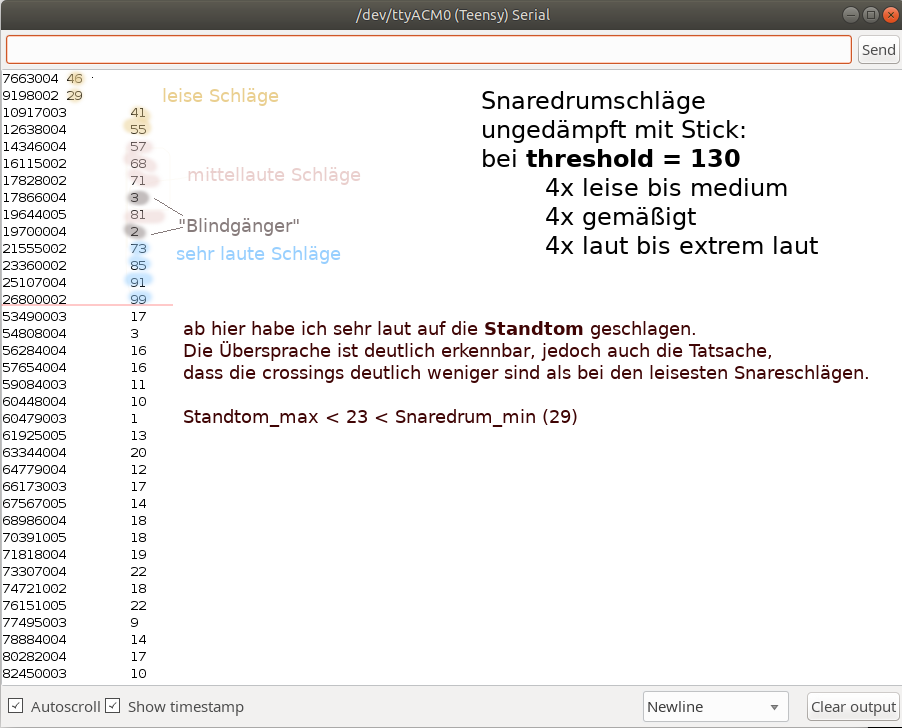 /dev/ttyACM0 (Teensy) Serial
Send
7663004 46
9198002 29
leise Schläge
10917003 41
12638004 55
14346004 57
16115002 68
17828002 71
mittellaute Schläge
17866004 3
19644005 81
"Blindgänger"
19700004 2
21555002 73
sehr laute Schläge
23360002 85
25107004 91
26800002 99
Snaredrumschläge
ungedämpft mit Stick:
bei threshold = 130
4x leise bis medium
4x gemäßigt
4x laut bis extrem laut
53490003 17
54808004 3
56284004 16
57654004 16
59084003 11
60448004 10
60479003 1
61925005 13
63344004 20
64779004 12
66173003 17
67567005 14
68986004 18
70391005 18
71818004 19
73307004 22
74721002 18
76151005 22
77495003 9
78884004 14
80282004 17
82450003 10
ab hier habe ich sehr laut auf die Standtom geschlagen.
Die Übersprache ist deutlich erkennbar, jedoch auch die Tatsache,
dass die crossings deutlich weniger sind als bei den leisesten Snareschlägen.
Standtom_max < 23 < Snaredrum_min (29)
Autoscroll
Show timestamp
Newline
Clear output